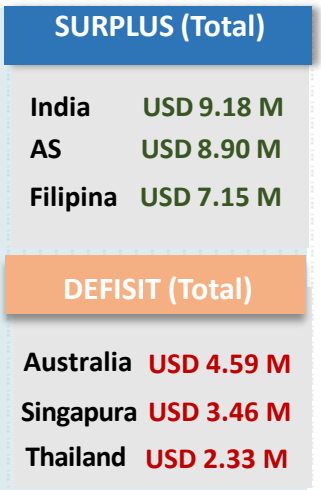 SURPLUS (Total)
India USD 9.18 M
AS USD 8.90 M
Filipina USD 7.15 M
DEFISIT (Total)
Australia USD 4.59 M
Singapura USD 3.46 M
Thailand USD 2.33 M